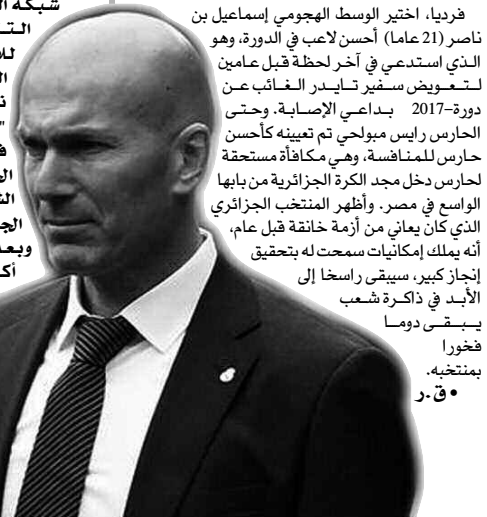 فرديا، اختير الوسط الهجومي إسماعيل بن
ناصر (21 عاما) أحسن لاعب في الدورة، وهو
الذي استدعي في آخر لحظة قبل عامين
لتعويض سفير تايدر الغائب عن
دورة-2017 بداعي الإصابة. وحتى
الحارس رايس مبولحي تم تعيينه كأحسن
حارس للمنافسة، وهي مكافأة مستحقة
لحارس دخل مجد الكرة الجزائرية من بابها
الواسع في مصر. وأظهر المنتخب الجزائري
الذي كان يعاني من أزمة خانقة قبل عام،
أنه يملك إمكانيات سمحت له بتحقيق
إنجاز كبير، سيبقى راسخا إلى
الأبد في ذاكرة شعب
يبقى دوما
فخورا
بمنتخبه.
• ق.ر
شبكة
وبعد